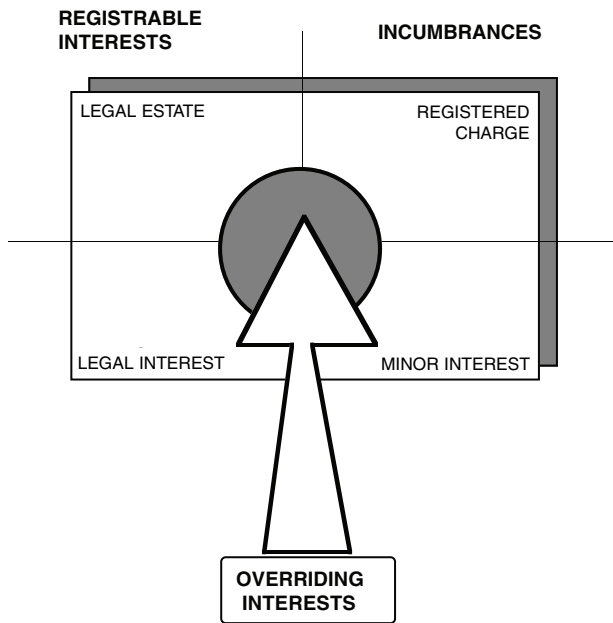 REGISTRABLE
INTERESTS
INCUMBRANCES
LEGAL ESTATE
REGISTERED
CHARGE
LEGAL INTEREST
MINOR INTEREST
OVERRIDING
INTERESTS